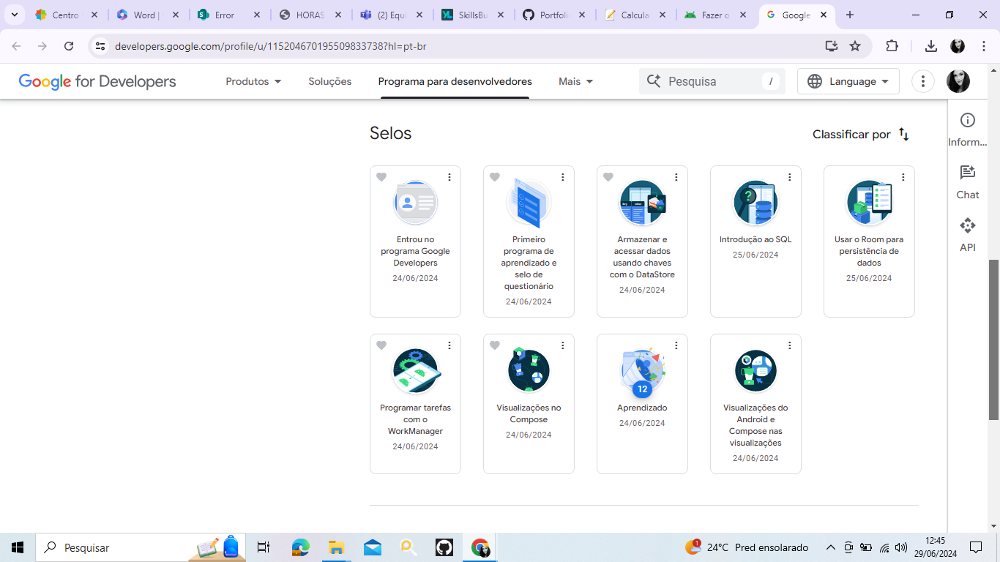 Centro
Word |
Error
HORAS
(2) Equi
SkillsBu
Portfoli
Calcula
Fazer o
Google
developers.google.com/profile/u/115204670195509833738?hl=pt-br
Google for Developers
Produtos
Soluções
Programa para desenvolvedores
Mais
Pesquisa
/
Language
Selos
Classificar por
Inform...
Chat
API
Entrou no
programa Google
Developers
24/06/2024
Primeiro
programa de
aprendizado e
selo de
questionário
24/06/2024
Armazenar e
acessar dados
usando chaves
com o DataStore
24/06/2024
Introdução ao SQL
25/06/2024
Usar o Room para
persistência de
dados
25/06/2024
Programar tarefas
com o
WorkManager
24/06/2024
Visualizações no
Compose
24/06/2024
12
Aprendizado
24/06/2024
Visualizações do
Android e
Compose nas
visualizações
24/06/2024
Pesquisar
1
24°C Pred ensolarado
12:45
29/06/2024